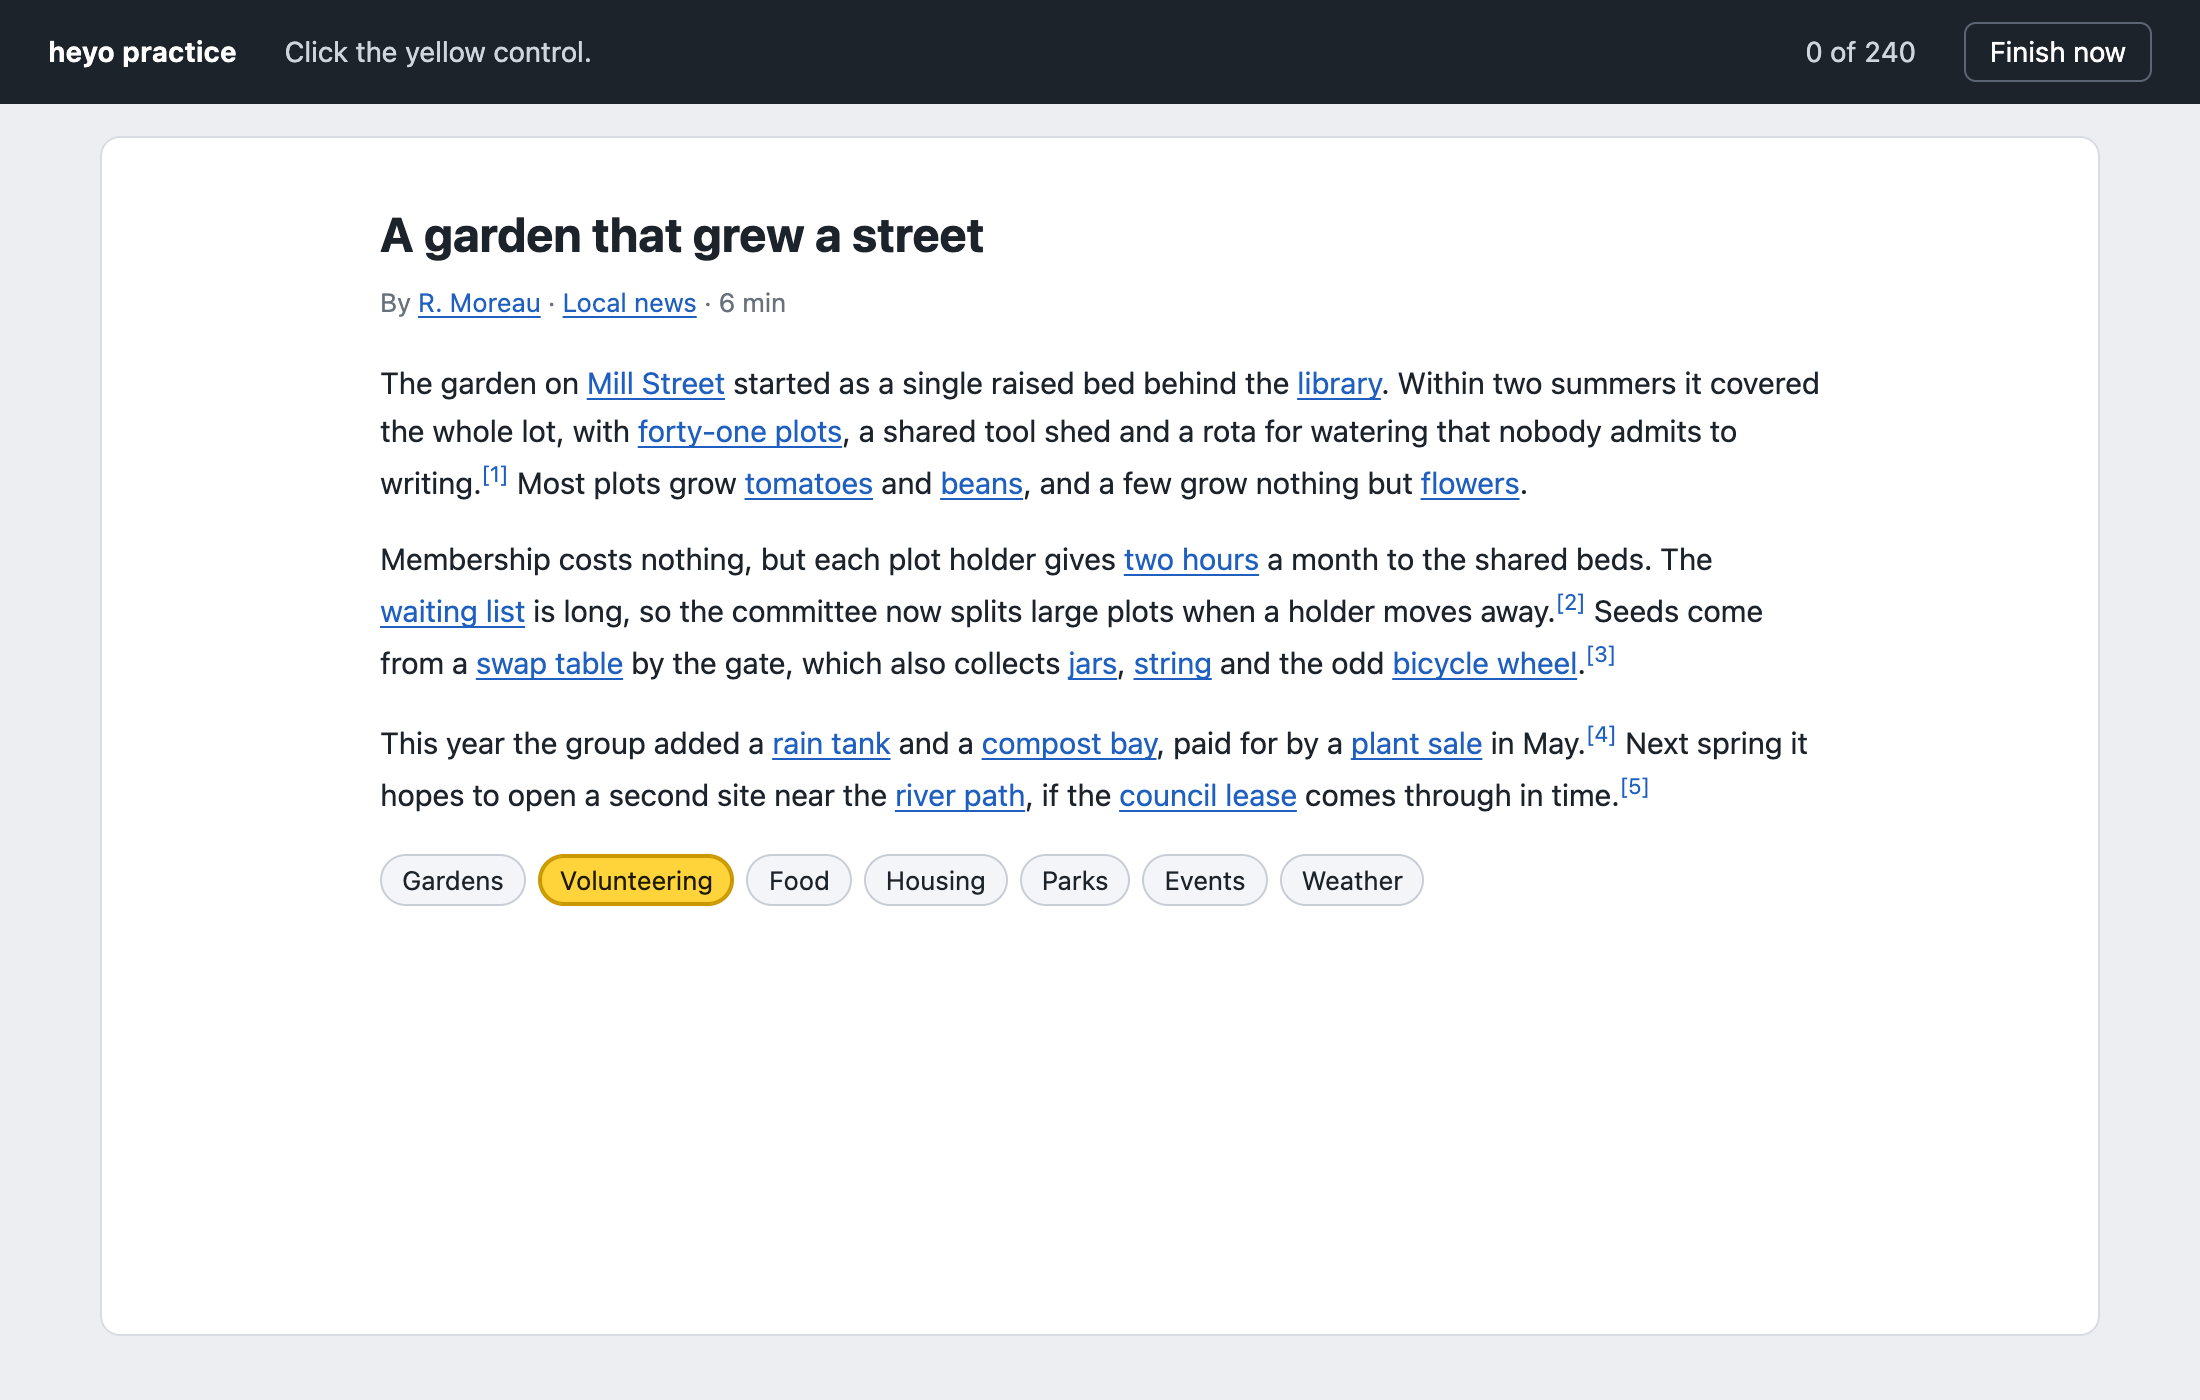 heyo practice
Click the yellow control.
0 of 240
Finish now
A garden that grew a street
By R. Moreau · Local news · 6 min
The garden on Mill Street started as a single raised bed behind the library. Within two summers it covered
the whole lot, with forty-one plots, a shared tool shed and a rota for watering that nobody admits to
writing.[1] Most plots grow tomatoes and beans, and a few grow nothing but flowers.
Membership costs nothing, but each plot holder gives two hours a month to the shared beds. The
waiting list is long, so the committee now splits large plots when a holder moves away.[2] Seeds come
from a swap table by the gate, which also collects jars, string and the odd bicycle wheel.[3]
This year the group added a rain tank and a compost bay, paid for by a plant sale in May.[4] Next spring it
hopes to open a second site near the river path, if the council lease comes through in time.[5]
Gardens
Volunteering
Food
Housing
Parks
Events
Weather